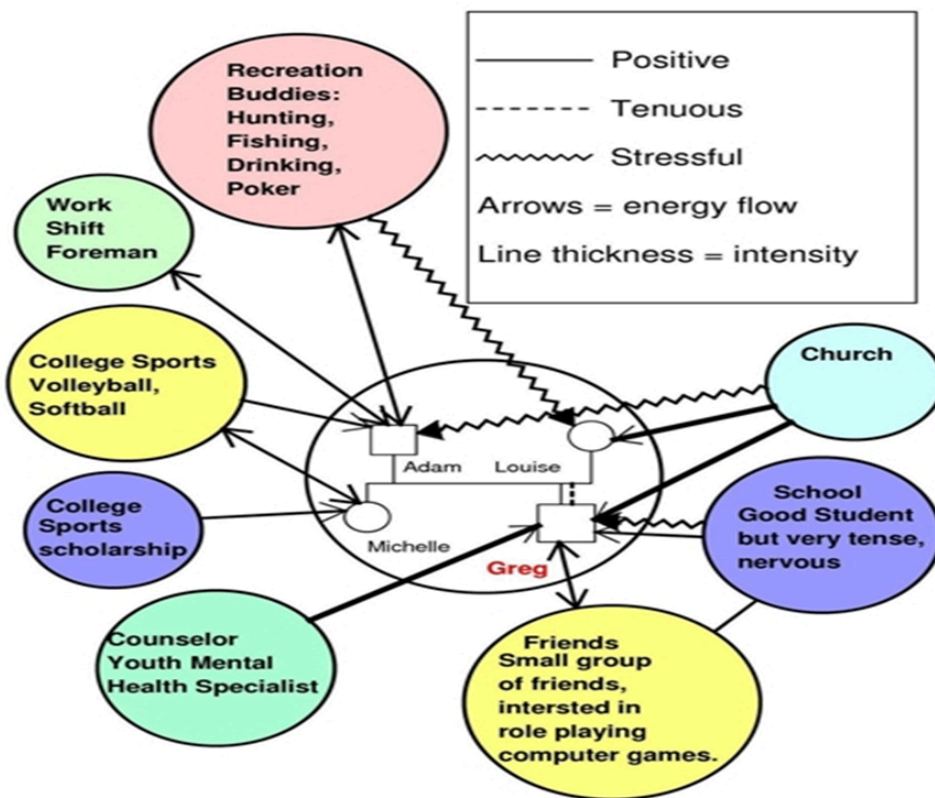 Recreation
Buddies:
Hunting,
Fishing,
Drinking,
Poker
Positive
Tenuous
Stressful
Arrows = energy flow
Line thickness = intensity
Work
Shift
Foreman
College Sports
Volleyball,
Softball
Church
Adam
Louise
College
Sports
scholarship
Michelle
Greg
School
Good Student
but very tense,
nervous
Counselor
Youth Mental
Health Specialist
Friends
Small group
of friends,
intersted in
role playing
computer games.